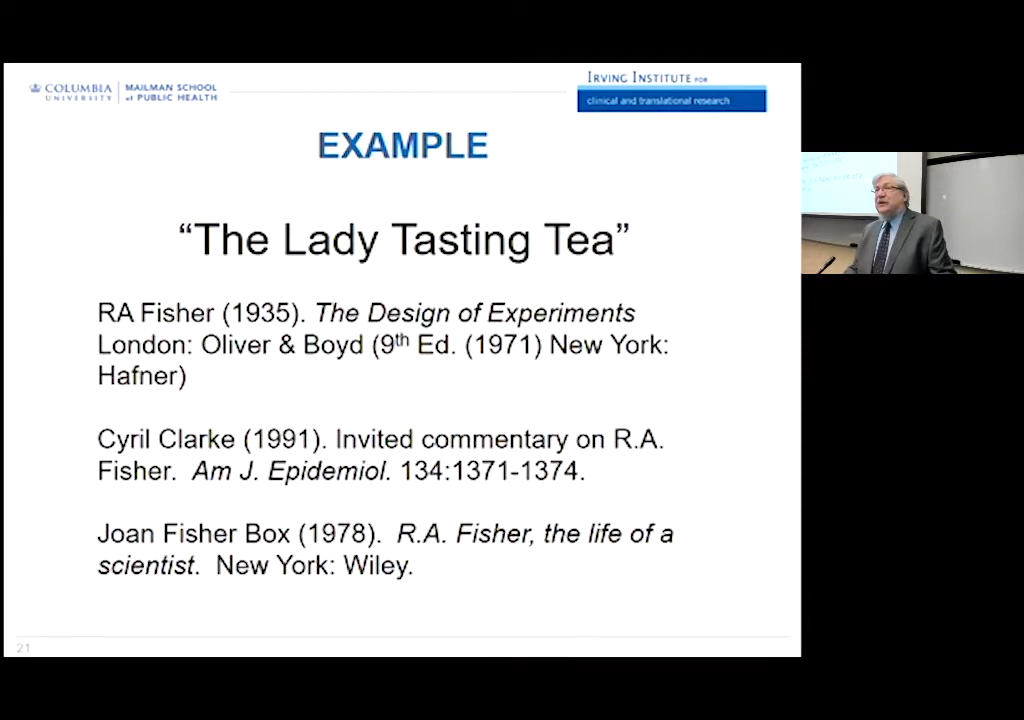 COLUMBIA UNIVERSITY
MAILMAN SCHOOL of PUBLIC HEALTH
IRVING INSTITUTE FOR
clinical and translational research
EXAMPLE
“The Lady Tasting Tea”
RA Fisher (1935). The Design of Experiments
London: Oliver & Boyd (9th Ed. (1971) New York:
Hafner)
Cyril Clarke (1991). Invited commentary on R.A.
Fisher. Am J. Epidemiol. 134:1371-1374.
Joan Fisher Box (1978). R.A. Fisher, the life of a
scientist. New York: Wiley.
21